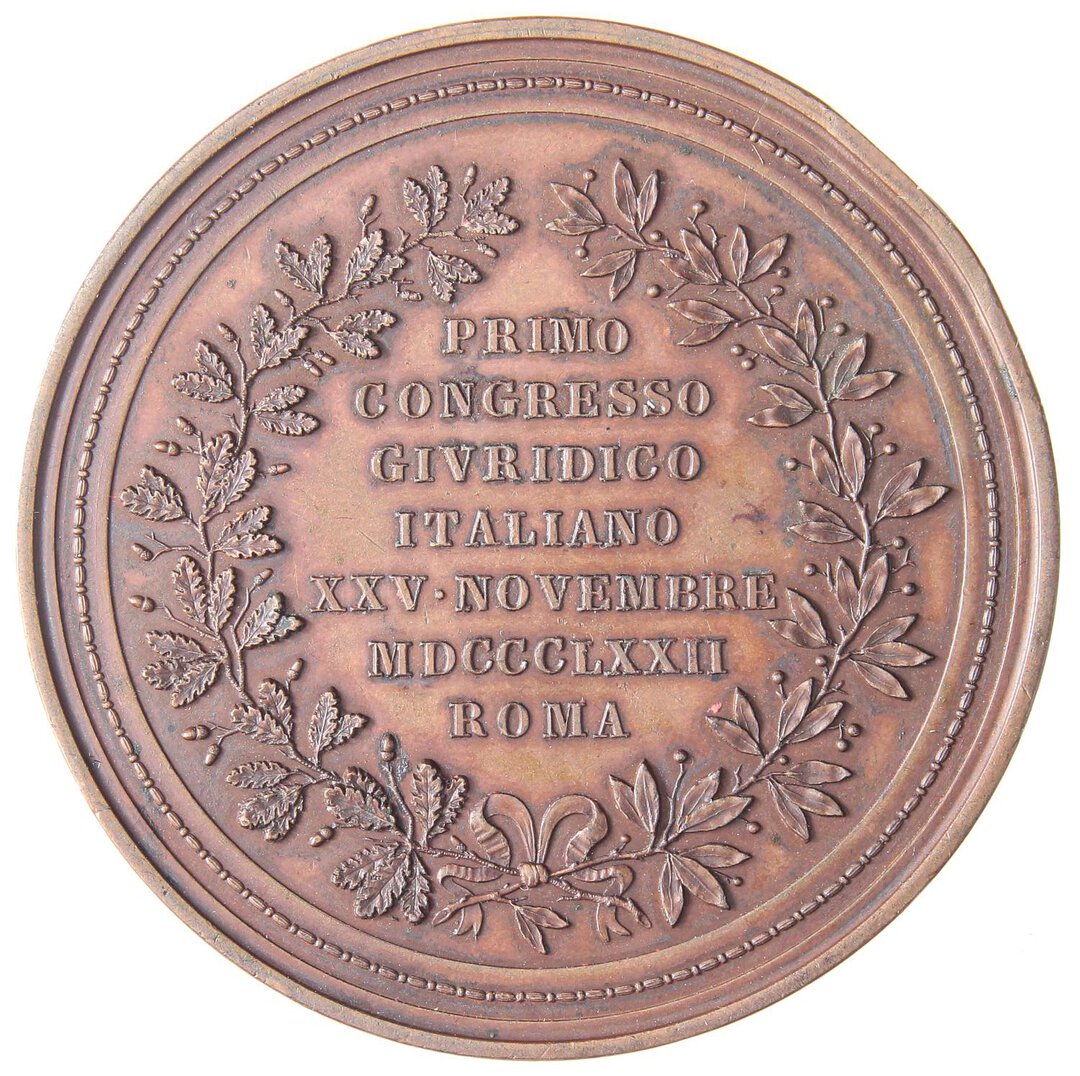 PRIMO
CONGRESSO
GIVRIDICO
ITALIANO
XXV·NOVEMBRE
MDCCCLXXII
ROMA